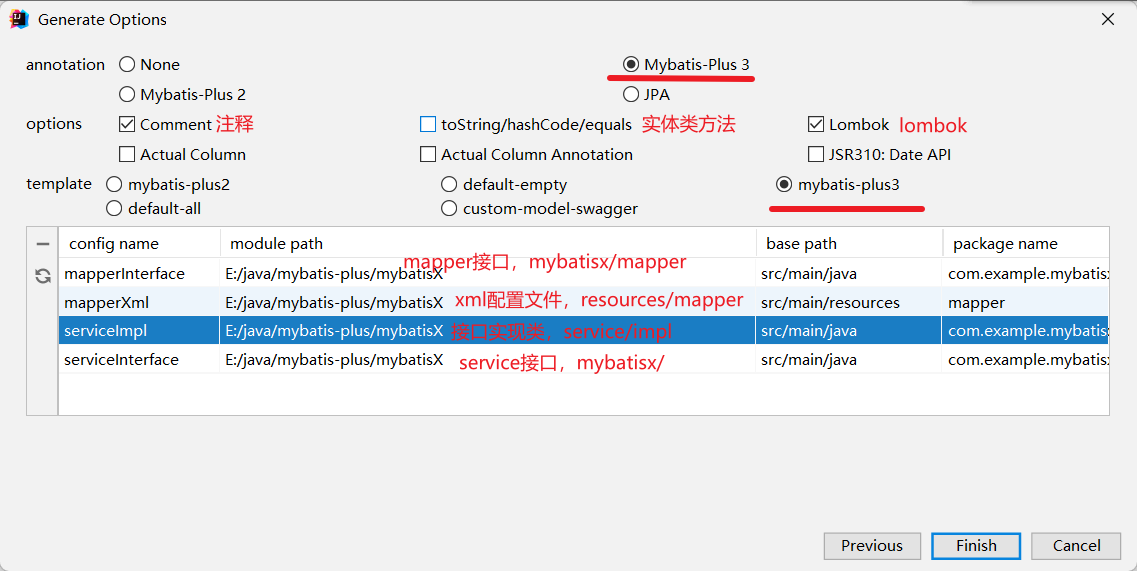 Generate Options
annotation None Mybatis-Plus 3
Mybatis-Plus 2 JPA
options Comment 注释 toString/hashCode/equals 实体类方法 Lombok lombok
Actual Column Actual Column Annotation JSR310: Date API
template mybatis-plus2 default-empty mybatis-plus3
default-all custom-model-swagger
config name module path base path package name
mapper接口，mybatisx/mapper
mapperInterface E:/java/mybatis-plus/mybatisX src/main/java com.example.mybatisx
mapperXml E:/java/mybatis-plus/mybatisX xml配置文件，resources/mapper src/main/resources mapper
serviceImpl E:/java/mybatis-plus/mybatisX 接口实现类，service/impl src/main/java com.example.mybatis
serviceInterface E:/java/mybatis-plus/mybatisX service接口，mybatisx/ src/main/java com.example.mybatisx
Previous Finish Cancel